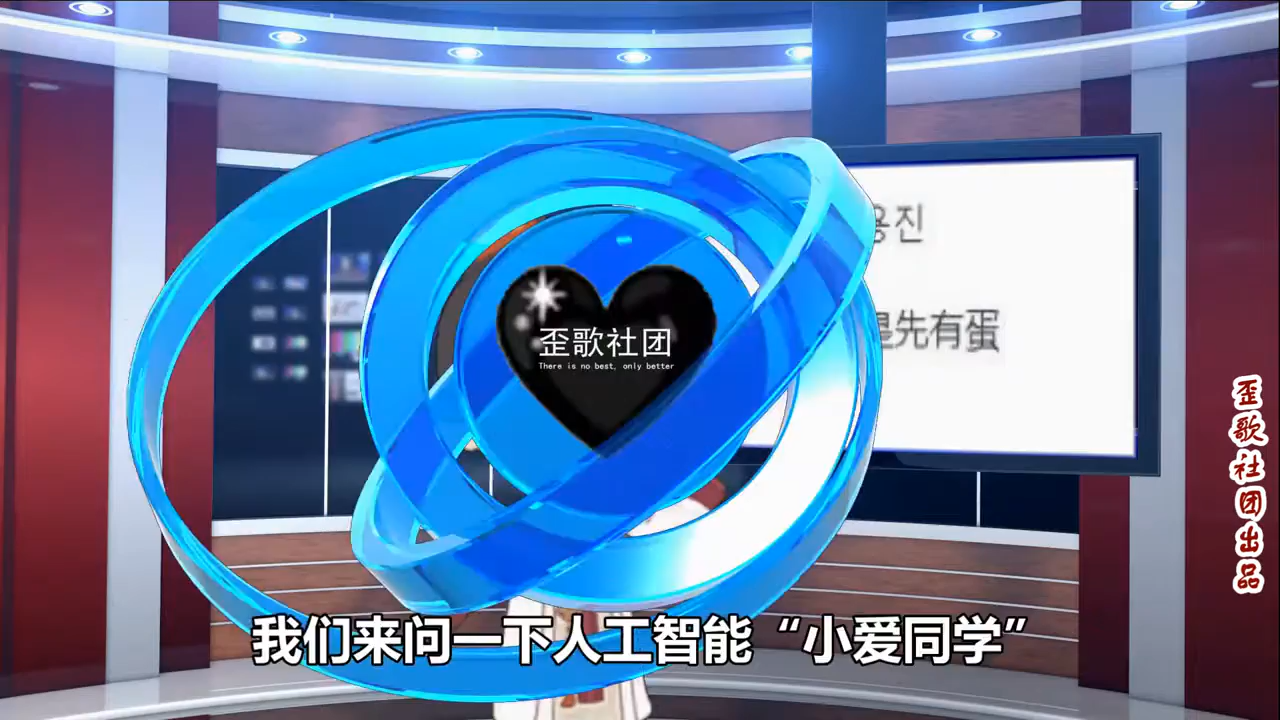 용진
是先有蛋
歪歌社团
There is no best, only better
歪歌社团出品
我们来问一下人工智能“小爱同学”